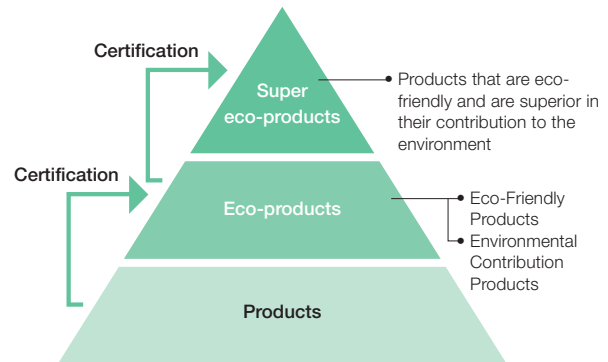 Certification
Super
eco-products
Products that are eco-
friendly and are superior in
their contribution to the
environment
Certification
Eco-products
Eco-Friendly
Products
Environmental
Contribution
Products
Products